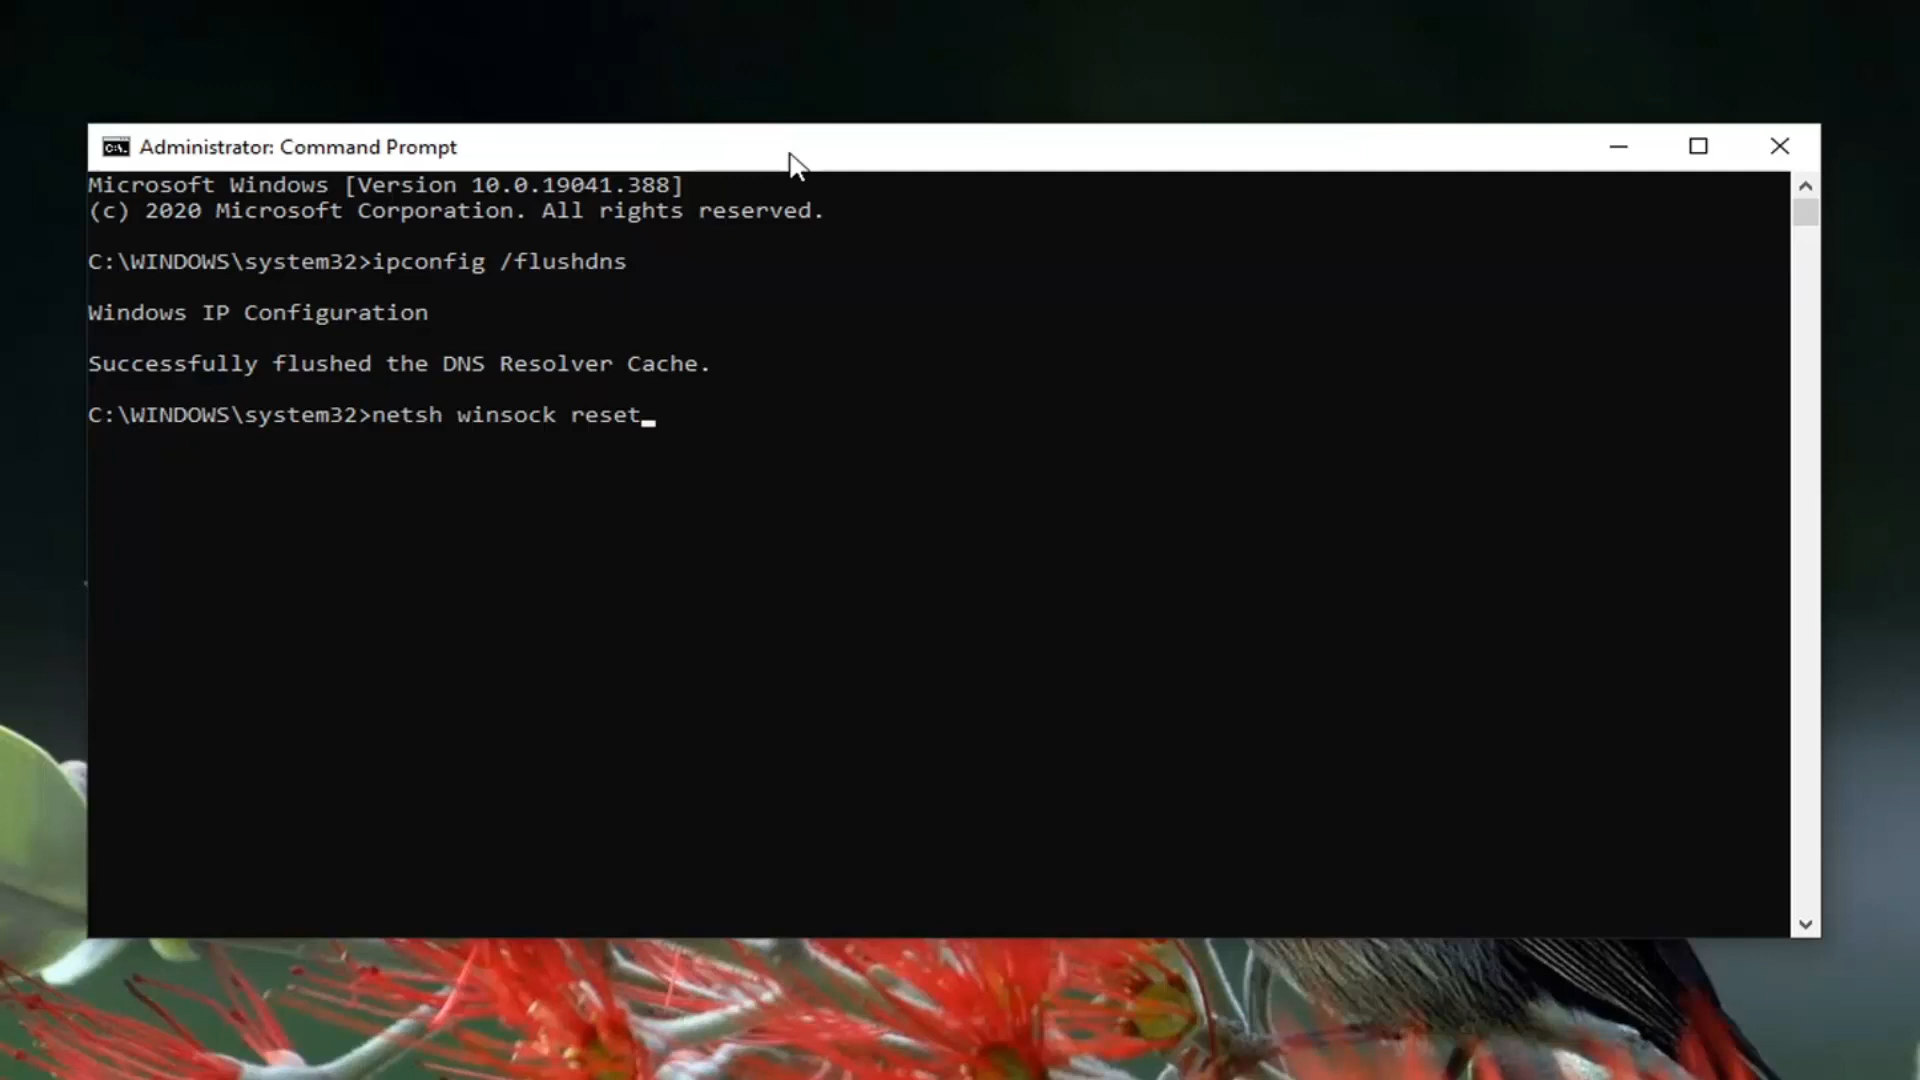 Administrator: Command Prompt
Microsoft Windows [Version 10.0.19041.388]
(c) 2020 Microsoft Corporation. All rights reserved.
C:\WINDOWS\system32>ipconfig /flushdns
Windows IP Configuration
Successfully flushed the DNS Resolver Cache.
C:\WINDOWS\system32>netsh winsock reset